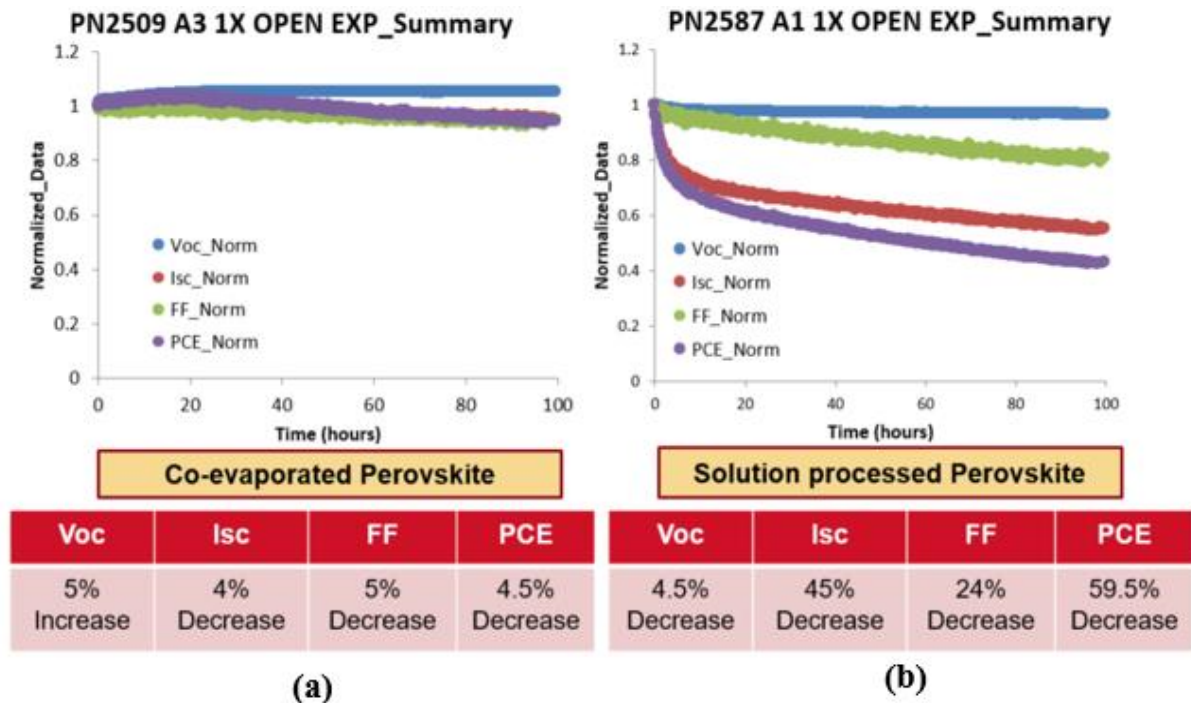 PN2509 A3 1X OPEN EXP_Summary
1.2
1
0.8
0.6
0.4
0.2
0
Normalized_Data
Voc_Norm
Isc_Norm
FF_Norm
PCE_Norm
0 20 40 60 80 100
Time (hours)
Co-evaporated Perovskite
Voc Isc FF PCE
5% 4% 5% 4.5%
Increase Decrease Decrease Decrease
(a)
PN2587 A1 1X OPEN EXP_Summary
1.2
1
0.8
0.6
0.4
0.2
0
Normalized_Data
Voc_Norm
Isc_Norm
FF_Norm
PCE_Norm
0 20 40 60 80 100
Time (hours)
Solution processed Perovskite
Voc Isc FF PCE
4.5% 45% 24% 59.5%
Decrease Decrease Decrease Decrease
(b)